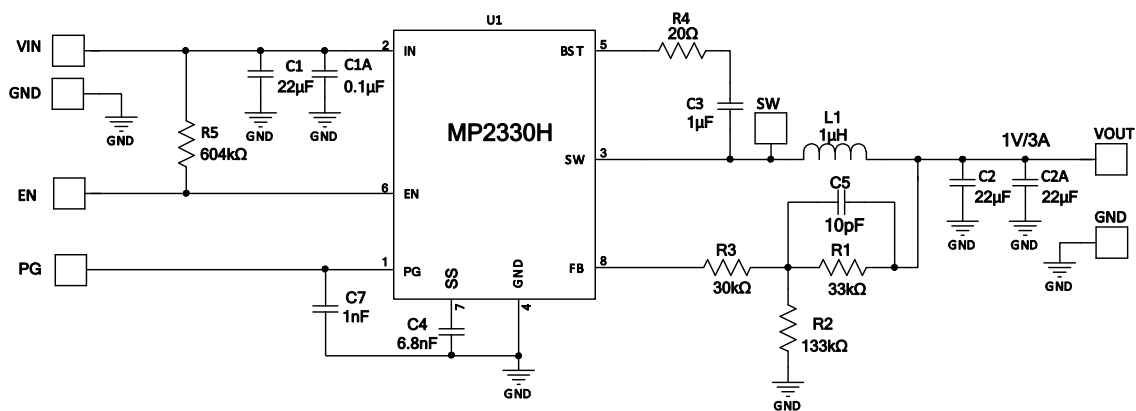 U1
R4
20Ω
VIN
2
IN
BST
5
C1
22µF
C1A
0.1µF
GND
GND
GND
GND
C3
1µF
SW
MP2330H
L1
1µH
R5
604kΩ
1V/3A
VOUT
3
SW
EN
6
EN
C5
10pF
C2
22µF
C2A
22µF
GND
GND
GND
GND
PG
1
PG
SS
GND
FB
8
R3
30kΩ
R1
33kΩ
7
4
C7
1nF
C4
6.8nF
R2
133kΩ
GND
GND